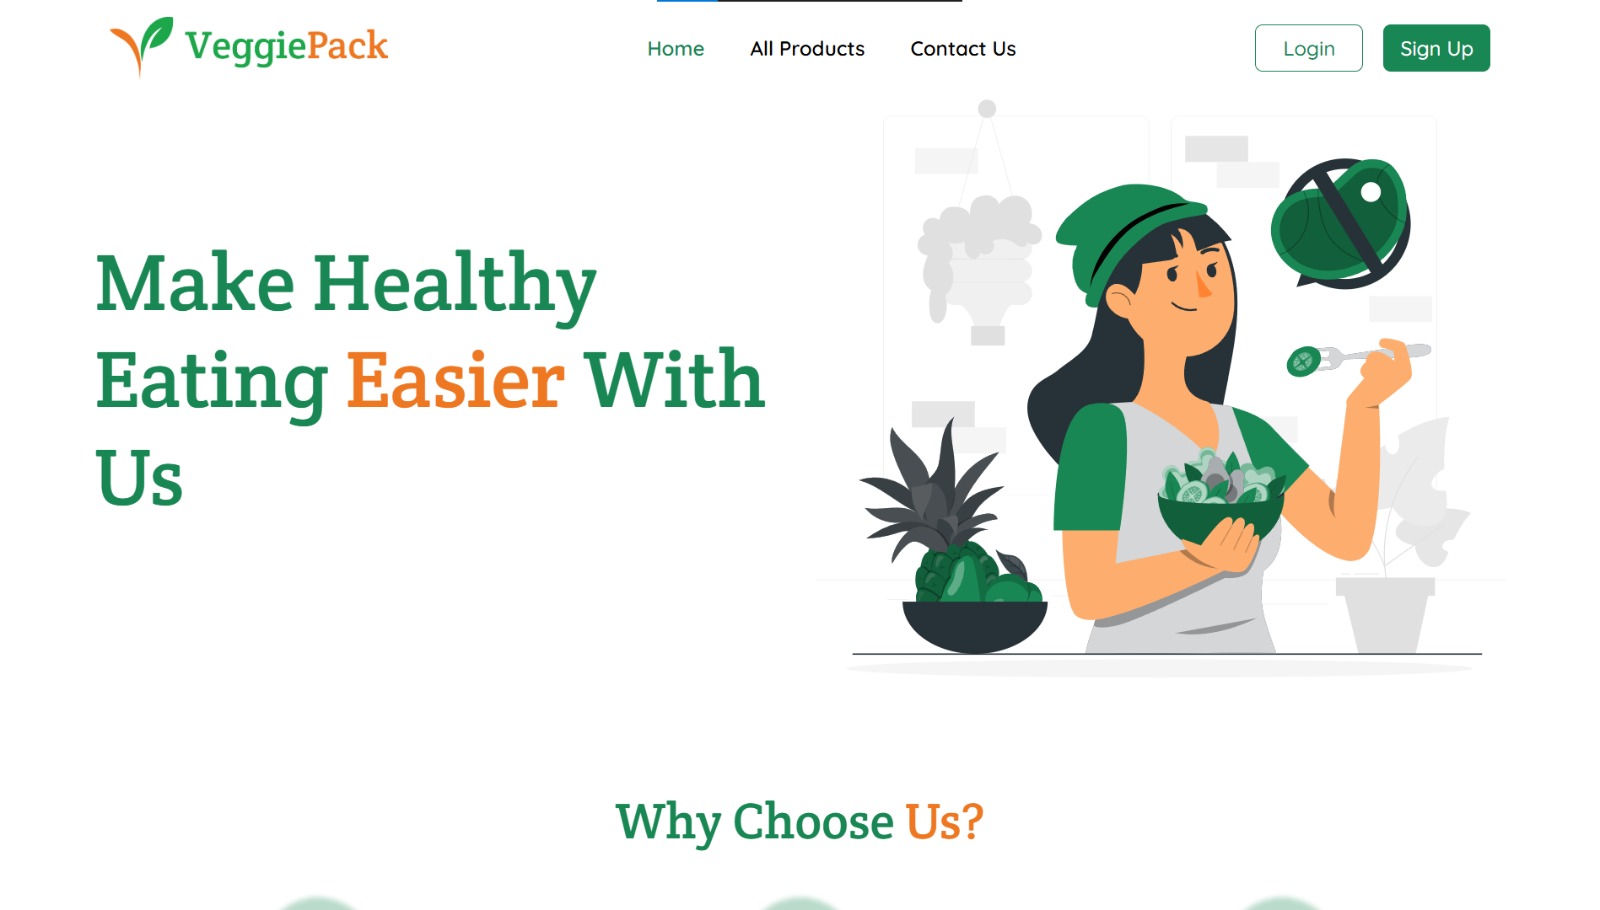 VeggiePack
Home
All Products
Contact Us
Login
Sign Up
Make Healthy
Eating Easier With
Us
Why Choose Us?